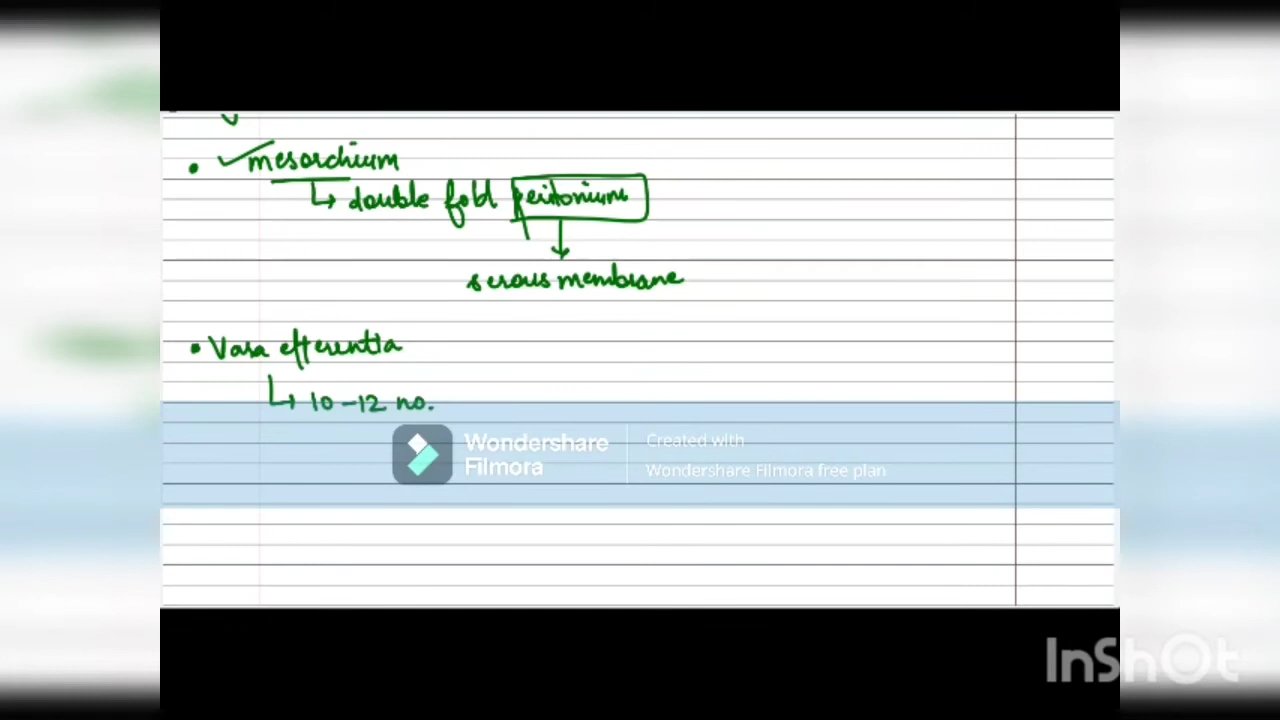 • ✓mesorchium
↳ double fold peritonium
↓
serous membrane
• Vasa efferentia
↳ 10-12 no.
Wondershare
Filmora
Created with
Wondershare Filmora free plan
InShOt